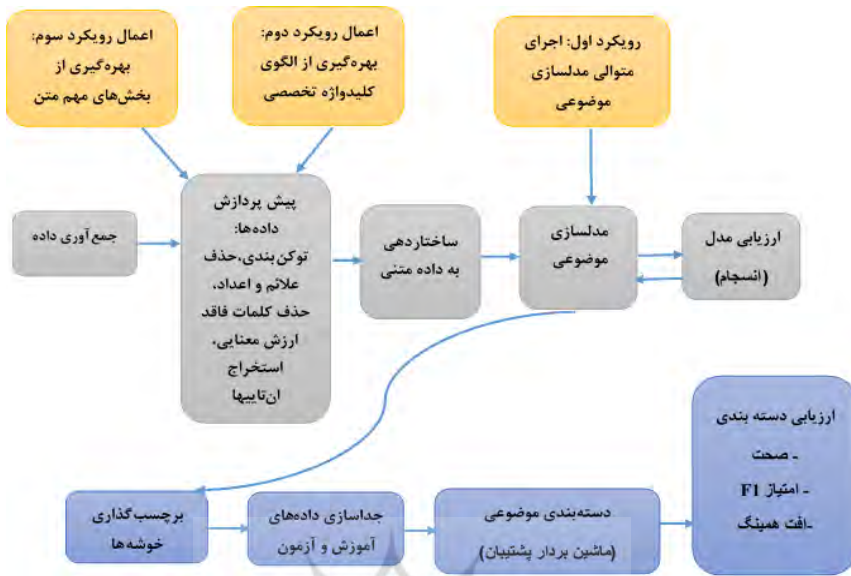 اعمال رویکرد سوم:
بهره‌گیری از
بخش‌های مهم متن
اعمال رویکرد دوم:
بهره‌گیری از الگوی
کلیدواژه تخصصی
رویکرد اول: اجرای
متوالی مدلسازی
موضوعی
جمع‌آوری داده
پیش پردازش
داده‌ها:
توکن‌بندی،حذف
علائم و اعداد،
حذف کلمات فاقد
ارزش معنایی،
استخراج
ان‌تاییها
ساختاردهی
به داده متنی
مدلسازی
موضوعی
ارزیابی مدل
(انسجام)
برچسب‌گذاری
خوشه‌ها
جداسازی داده‌های
آموزش و آزمون
دسته‌بندی موضوعی
(ماشین بردار پشتیبان)
ارزیابی دسته بندی
- صحت
- امتیاز F1
-افت همینگ